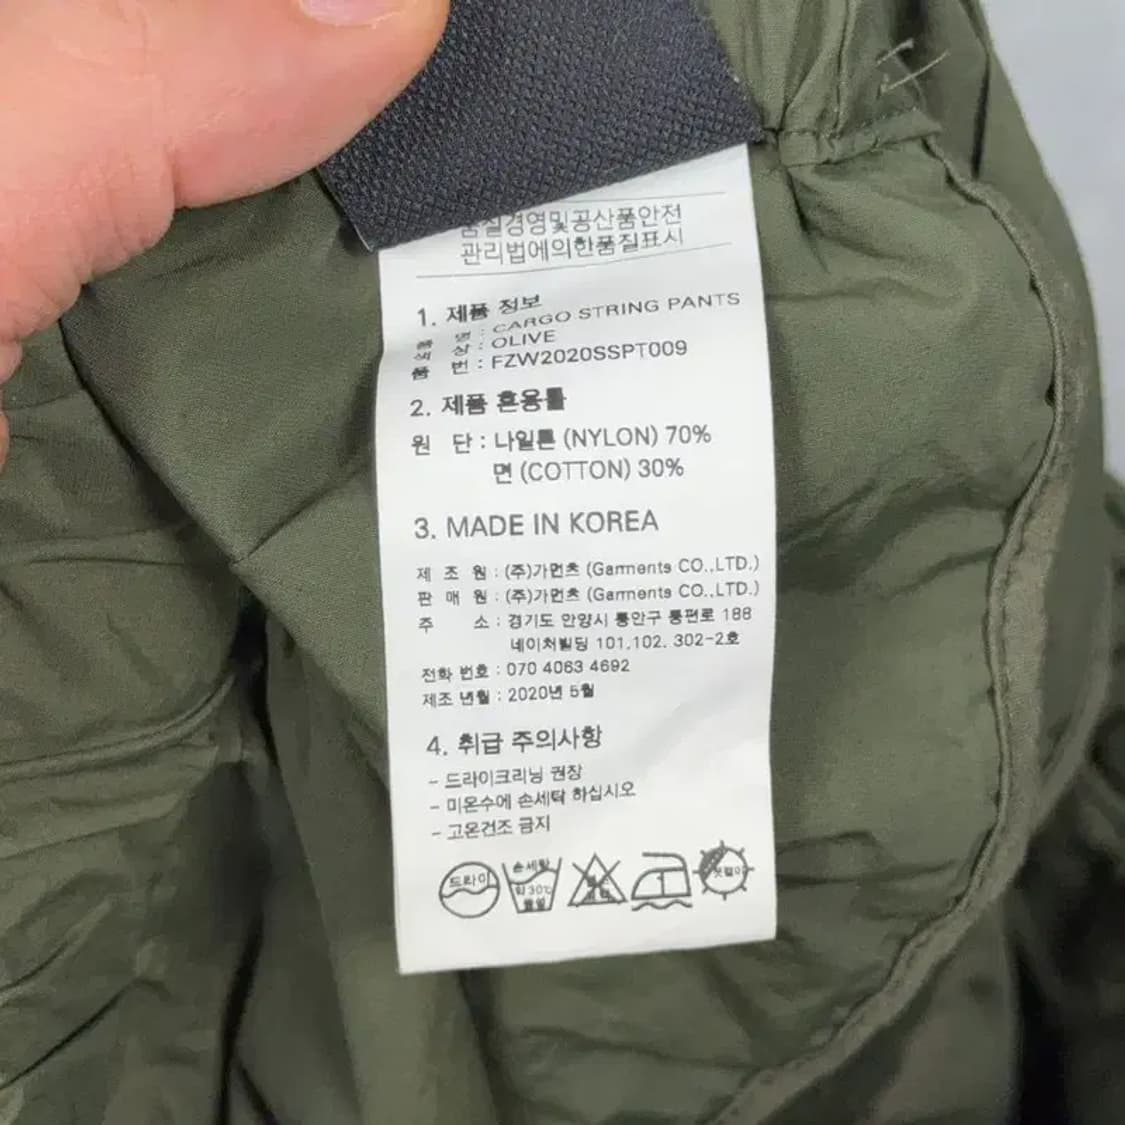 품질경영및공산품안전
관리법에의한품질표시
1. 제품 정보
품 명 : CARGO STRING PANTS
색 상 : OLIVE
품 번 : FZW2020SSPT009
2. 제품 혼용률
원 단 : 나일론 (NYLON) 70%
면 (COTTON) 30%
3. MADE IN KOREA
제 조 원 : (주)가먼츠 (Garments CO.,LTD.)
판 매 원 : (주)가먼츠 (Garments CO.,LTD.)
주 소 : 경기도 안양시 동안구 동편로 188
네이처빌딩 101,102. 302-2호
전화 번호 : 070 4063 4692
제조 년월 : 2020년 5월
4. 취급 주의사항
- 드라이크리닝 권장
- 미온수에 손세탁 하십시오
- 고온건조 금지
드라이
손세탁
약30℃
옷걸이